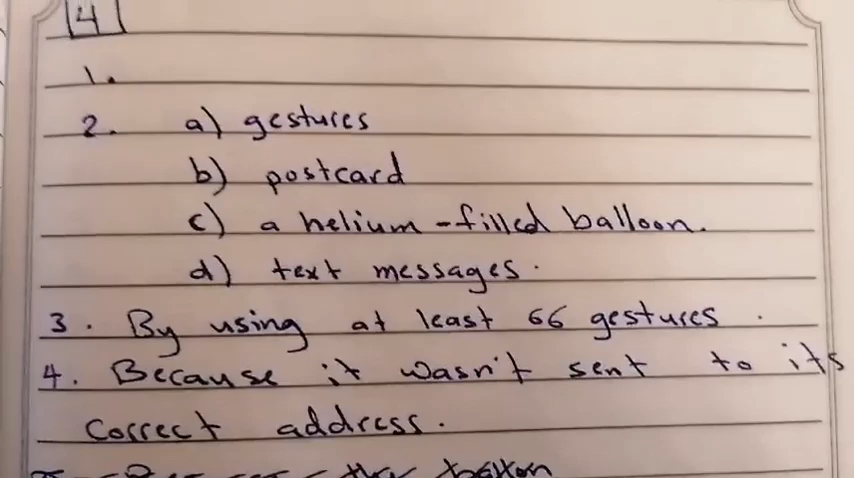 4
1.
2. a) gestures
b) postcard
c) a helium-filled balloon.
d) text messages.
3. By using at least 66 gestures.
4. Because it wasn't sent to its
correct address.